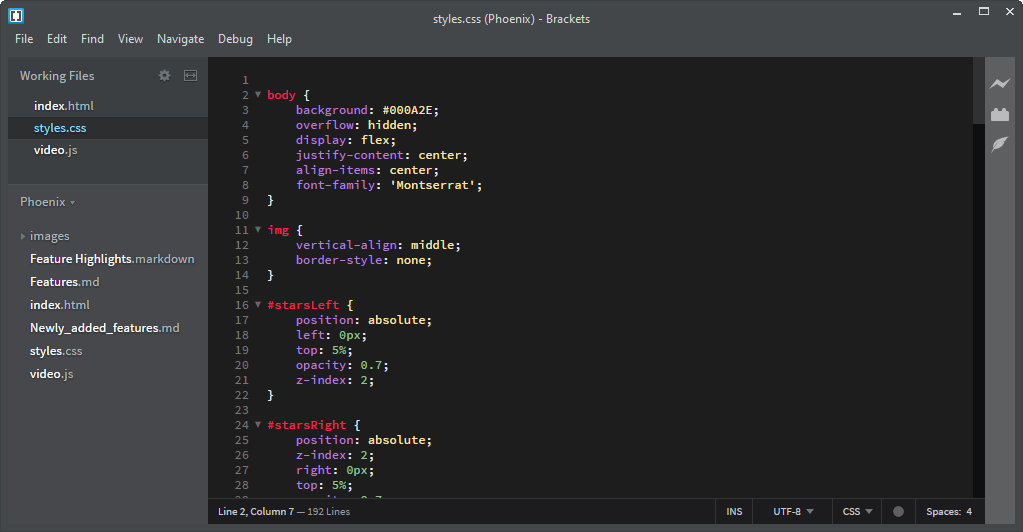 styles.css (Phoenix) - Brackets
File Edit Find View Navigate Debug Help
Working Files
index.html
styles.css
video.js
Phoenix
images
Feature Highlights.markdown
Features.md
index.html
Newly_added_features.md
styles.css
video.js
1
2 body {
3     background: #000A2E;
4     overflow: hidden;
5     display: flex;
6     justify-content: center;
7     align-items: center;
8     font-family: 'Montserrat';
9 }
10
11 img {
12     vertical-align: middle;
13     border-style: none;
14 }
15
16 #starsLeft {
17     position: absolute;
18     left: 0px;
19     top: 5%;
20     opacity: 0.7;
21     z-index: 2;
22 }
23
24 #starsRight {
25     position: absolute;
26     z-index: 2;
27     right: 0px;
28     top: 5%;
Line 2, Column 7 — 192 Lines INS UTF-8 CSS Spaces: 4